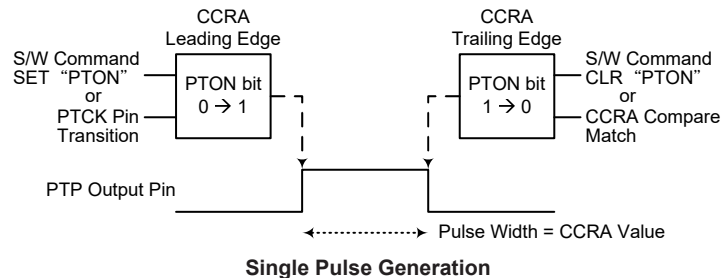 CCRA
Leading Edge
S/W Command
SET “PTON”
or
PTCK Pin
Transition
PTON bit
0 → 1
CCRA
Trailing Edge
PTON bit
1 → 0
S/W Command
CLR “PTON”
or
CCRA Compare
Match
PTP Output Pin
Pulse Width = CCRA Value
Single Pulse Generation